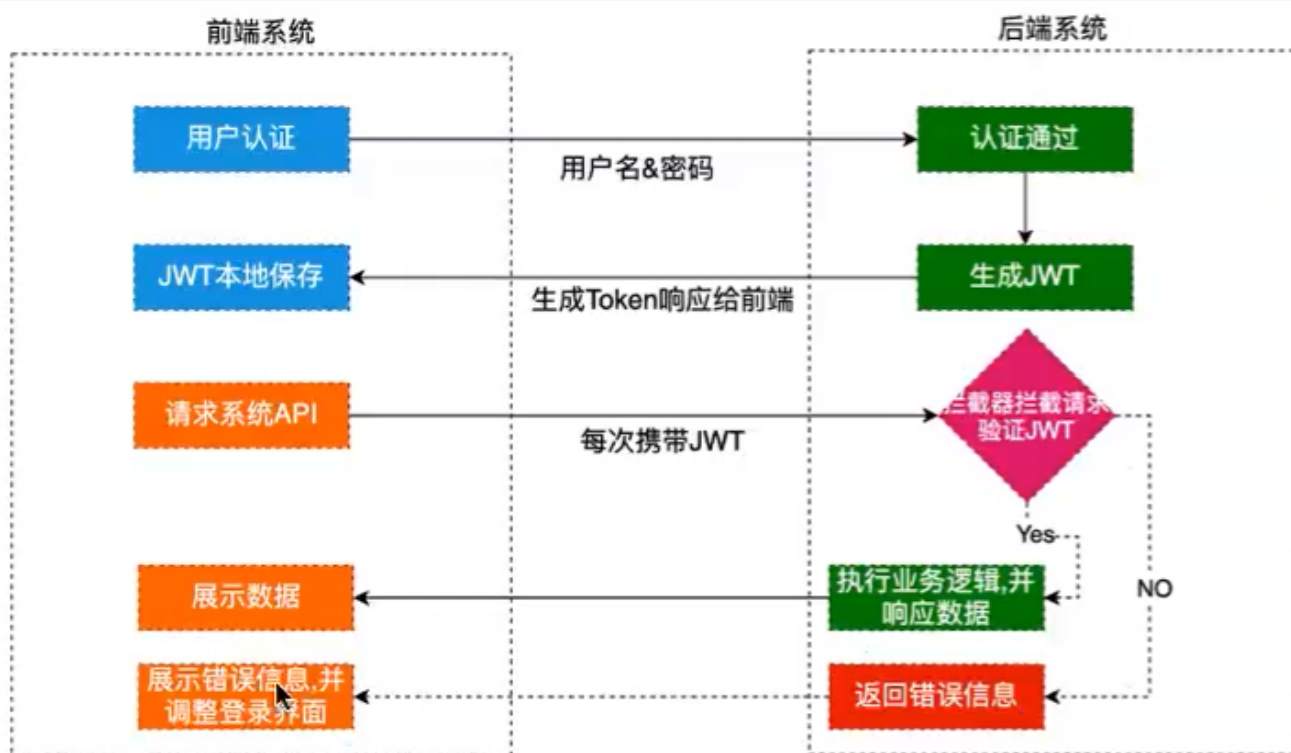 前端系统
后端系统
用户认证
用户名&密码
认证通过
JWT本地保存
生成Token响应给前端
生成JWT
请求系统API
每次携带JWT
拦截器拦截请求
验证JWT
Yes
NO
展示数据
执行业务逻辑,并
响应数据
展示错误信息,并
调整登录界面
返回错误信息